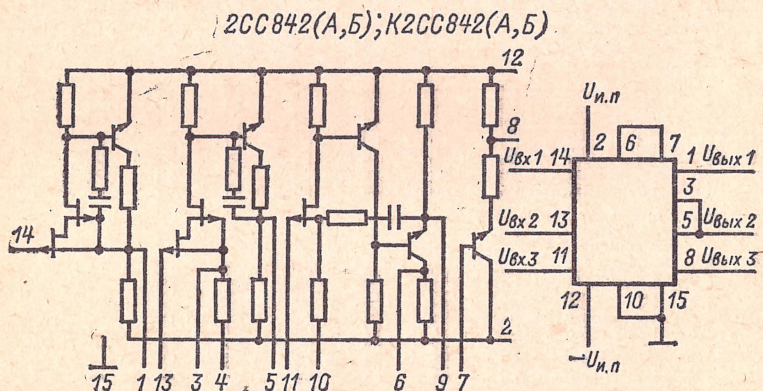 2СС842(А,Б);К2СС842(А,Б)
12
8
14
2
15 1 13 3 4 5 11 10 6 9 7
Uи.п
2 6 7
Uвх1 14 1 Uвых1
3
Uвх2 13 5 Uвых2
Uвх3 11 8 Uвых3
12 10 15
-Uи.п